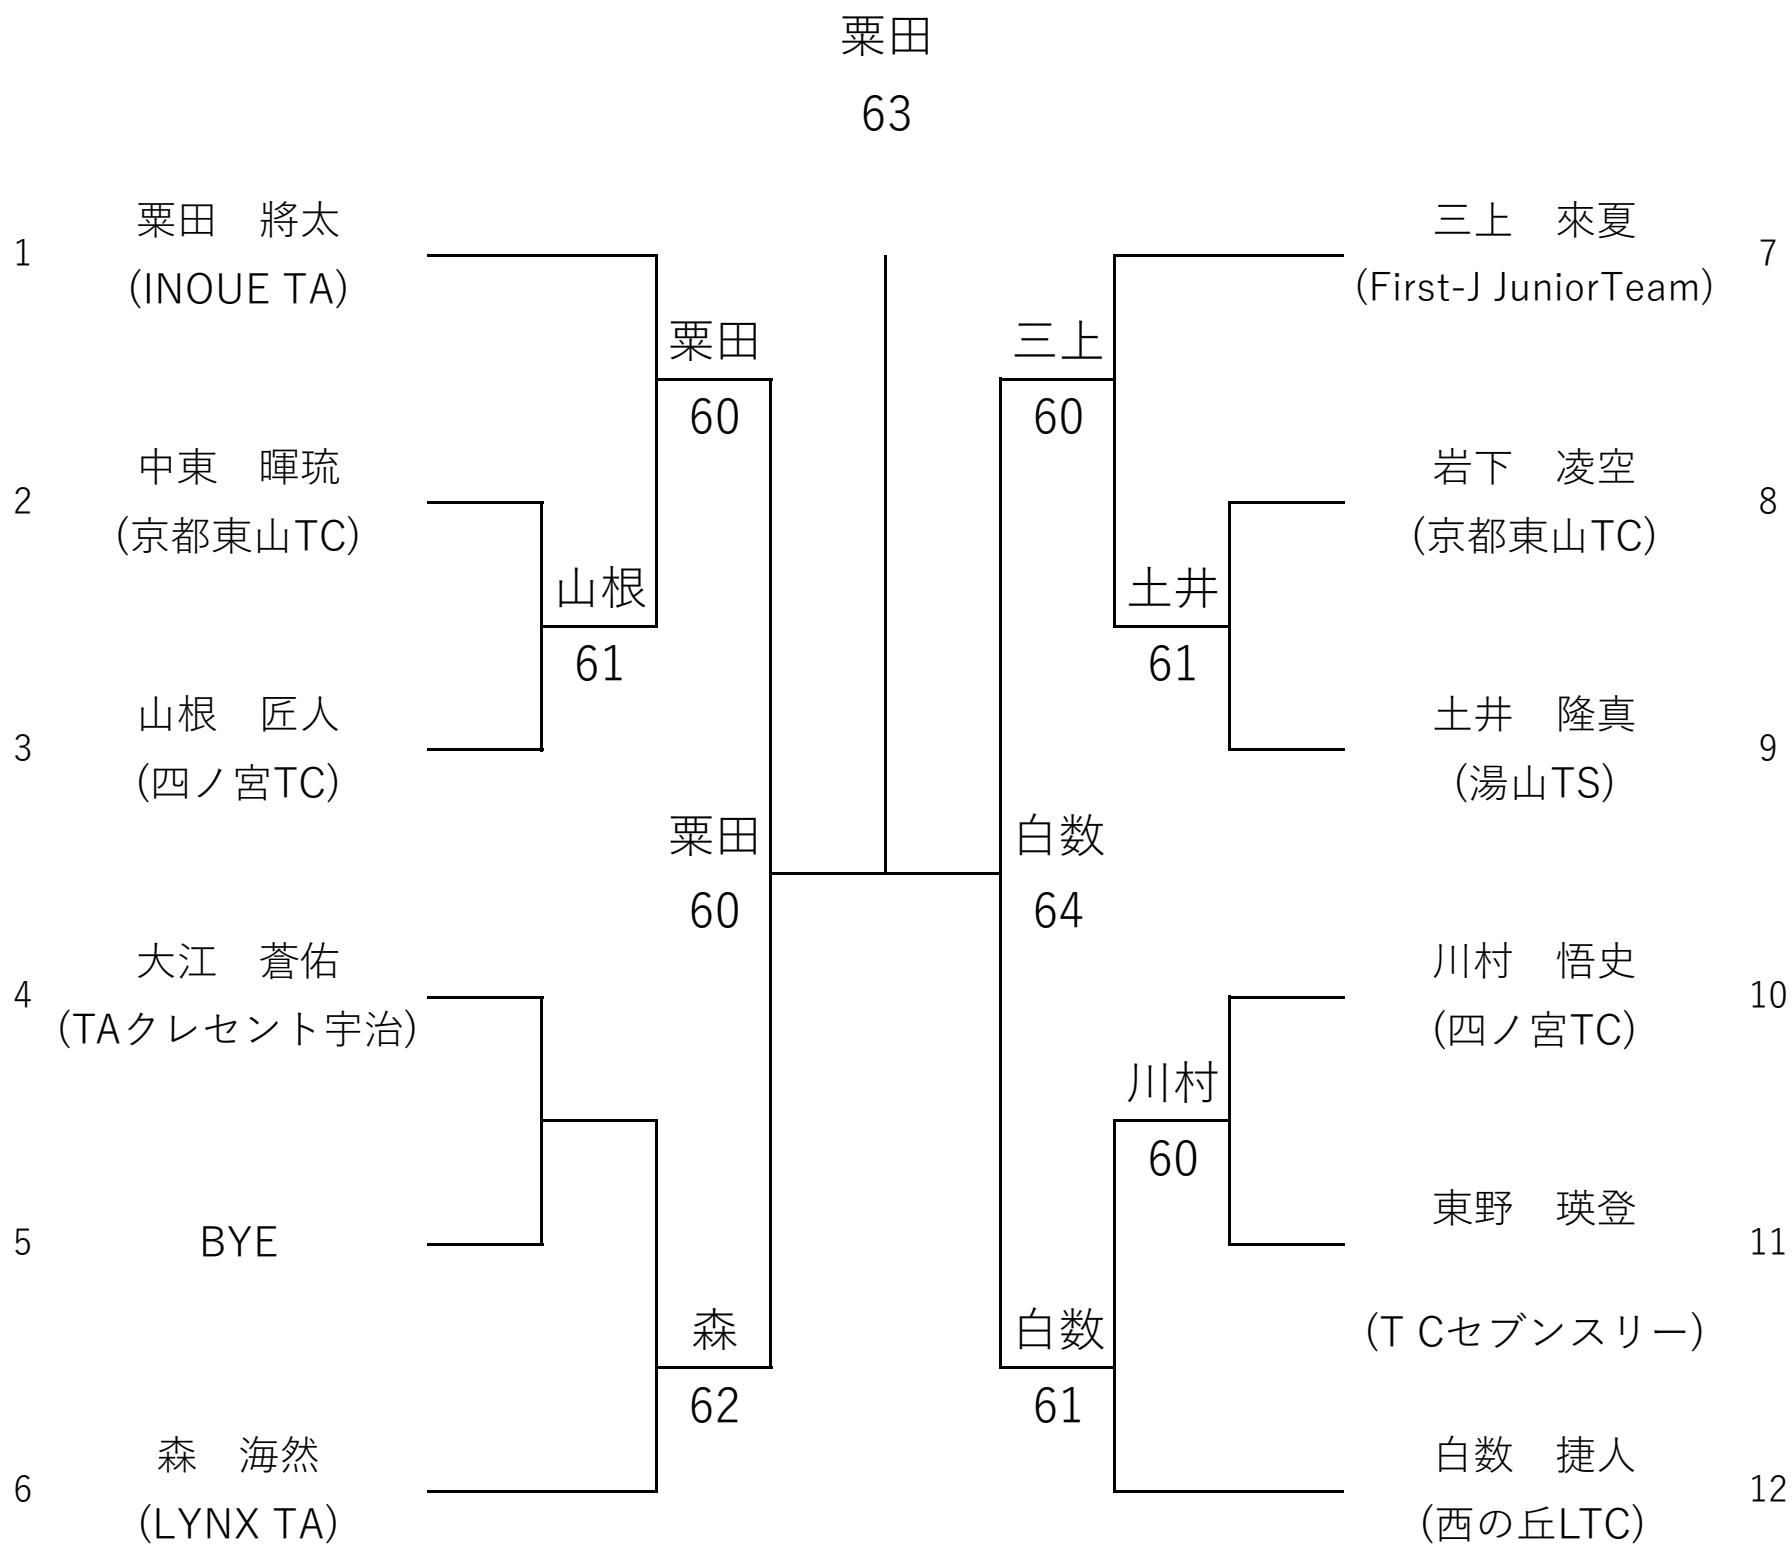 粟田
63
1
粟田　將太
(INOUE TA)
2
中東　暉琉
(京都東山TC)
3
山根　匠人
(四ノ宮TC)
4
大江　蒼佑
(TAクレセント宇治)
5
BYE
6
森　海然
(LYNX TA)
粟田
60
山根
61
粟田
60
森
62
三上
60
土井
61
白数
64
川村
60
白数
61
三上　來夏
(First-J JuniorTeam)
7
岩下　凌空
(京都東山TC)
8
土井　隆真
(湯山TS)
9
川村　悟史
(四ノ宮TC)
10
東野　瑛登
(T Cセブンスリー)
11
白数　捷人
(西の丘LTC)
12